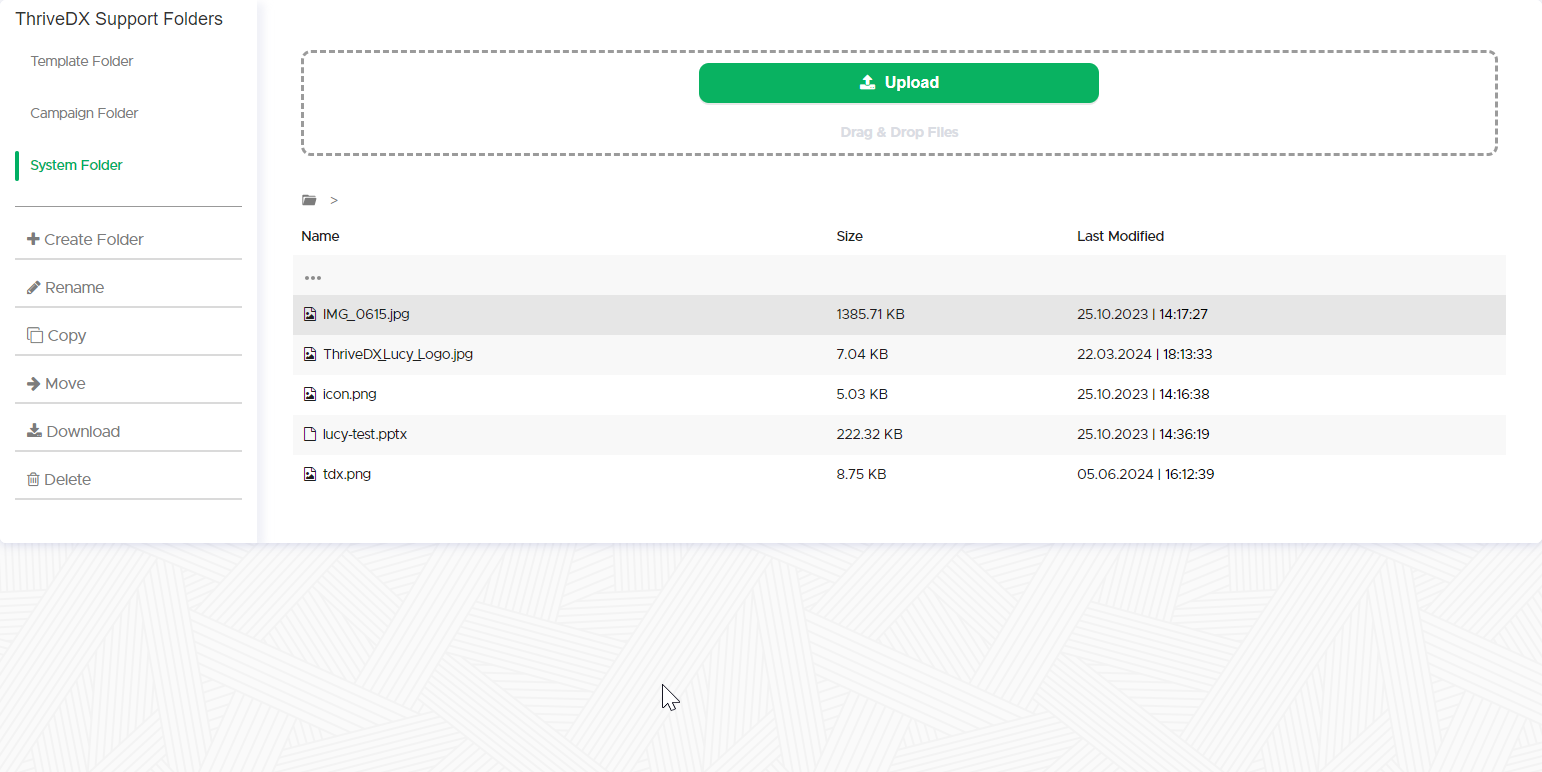 ThriveDX Support Folders
Template Folder
Campaign Folder
System Folder
Create Folder
Rename
Copy
Move
Download
Delete
Upload
Drag & Drop Files
>
Name Size Last Modified
•••
IMG_0615.jpg 1385.71 KB 25.10.2023 | 14:17:27
ThriveDX_Lucy_Logo.jpg 7.04 KB 22.03.2024 | 18:13:33
icon.png 5.03 KB 25.10.2023 | 14:16:38
lucy-test.pptx 222.32 KB 25.10.2023 | 14:36:19
tdx.png 8.75 KB 05.06.2024 | 16:12:39